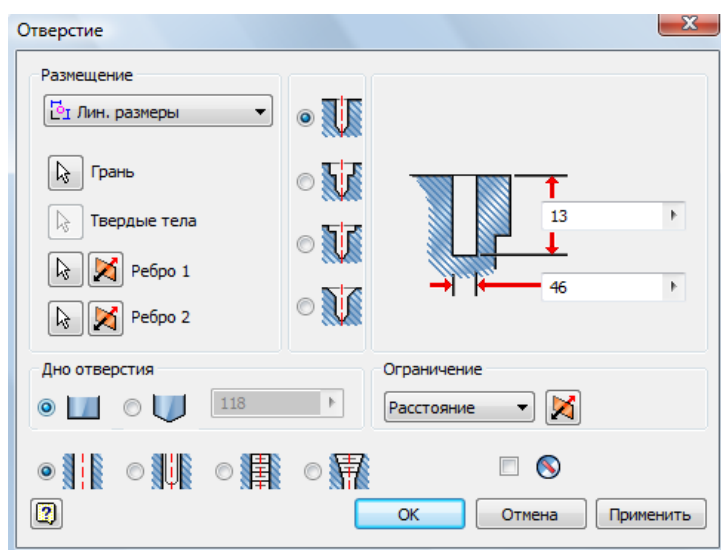 Отверстие
Размещение
Лин. размеры
Грань
Твердые тела
Ребро 1
Ребро 2
13
46
Дно отверстия
118
Ограничение
Расстояние
OK
Отмена
Применить